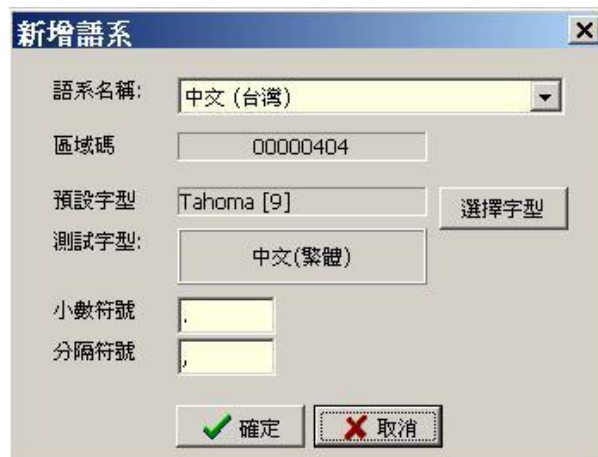 新增語系
語系名稱: 中文 (台灣)
區域碼 00000404
預設字型 Tahoma [9] 選擇字型
測試字型: 中文(繁體)
小數符號 .
分隔符號 ,
確定 取消